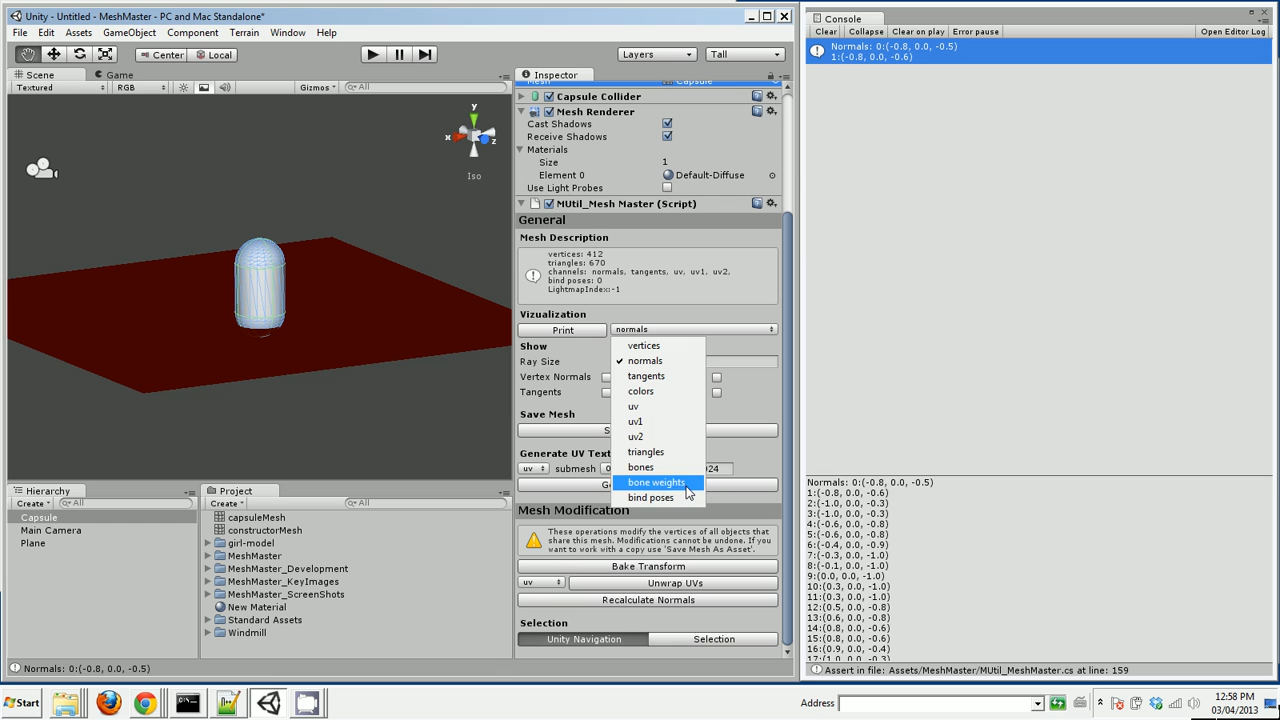 Unity - Untitled - MeshMaster - PC and Mac Standalone*
File Edit Assets GameObject Component Terrain Window Help
Center Local Layers Tall
Scene Game
Textured RGB Gizmos All
y
x z
Iso
Inspector
Mesh Capsule
Capsule Collider
Mesh Renderer
Cast Shadows
Receive Shadows
Materials
Size 1
Element 0 Default-Diffuse
Use Light Probes
MUtil_Mesh Master (Script)
General
Mesh Description
vertices: 412
triangles: 670
channels: normals, tangents, uv, uv1, uv2,
bind poses: 0
LightmapIndex:-1
Vizualization
Print normals
Show
Ray Size
Vertex Normals
Tangents
Save Mesh
S
Generate UV Text
uv submesh 0 024
Ge
vertices
normals
tangents
colors
uv
uv1
uv2
triangles
bones
bone weights
bind poses
Mesh Modification
These operations modify the vertices of all objects that
share this mesh. Modifications cannot be undone. If you
want to work with a copy use 'Save Mesh As Asset'.
Bake Transform
uv Unwrap UVs
Recalculate Normals
Selection
Unity Navigation Selection
Hierarchy
Create All
Capsule
Main Camera
Plane
Project
Create All
capsuleMesh
constructorMesh
girl-model
MeshMaster
MeshMaster_Development
MeshMaster_KeyImages
MeshMaster_ScreenShots
New Material
Standard Assets
Windmill
Normals: 0:(-0.8, 0.0, -0.5)
Console
Clear Collapse Clear on play Error pause Open Editor Log
Normals: 0:(-0.8, 0.0, -0.5)
1:(-0.8, 0.0, -0.6)
Normals: 0:(-0.8, 0.0, -0.5)
1:(-0.8, 0.0, -0.6)
2:(-1.0, 0.0, -0.3)
3:(-1.0, 0.0, -0.3)
4:(-0.6, 0.0, -0.8)
5:(-0.6, 0.0, -0.8)
6:(-0.4, 0.0, -0.9)
7:(-0.3, 0.0, -1.0)
8:(-0.1, 0.0, -1.0)
9:(0.0, 0.0, -1.0)
10:(0.3, 0.0, -1.0)
11:(0.3, 0.0, -1.0)
12:(0.5, 0.0, -0.8)
13:(0.6, 0.0, -0.8)
14:(0.8, 0.0, -0.6)
15:(0.8, 0.0, -0.6)
16:(0.9, 0.0, -0.4)
17:(1.0, 0.0, -0.3)
Assert in file: Assets/MeshMaster/MUtil_MeshMaster.cs at line: 159
Start
Address
12:58 PM
03/04/2013